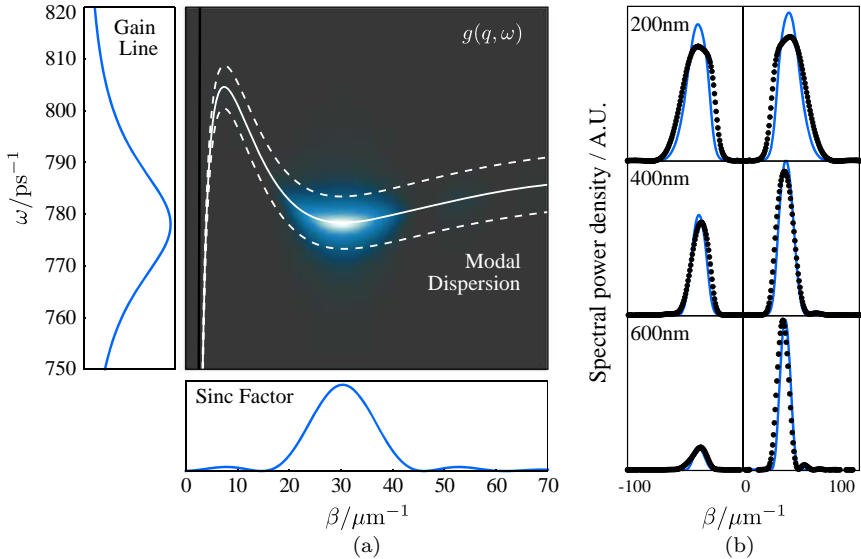 820
810
800
790
780
770
760
750
ω/ps⁻¹
Gain
Line
g(q, ω)
Modal
Dispersion
Sinc Factor
0 10 20 30 40 50 60 70
β/μm⁻¹
(a)
200nm
400nm
600nm
Spectral power density / A.U.
-100 0 100
β/μm⁻¹
(b)